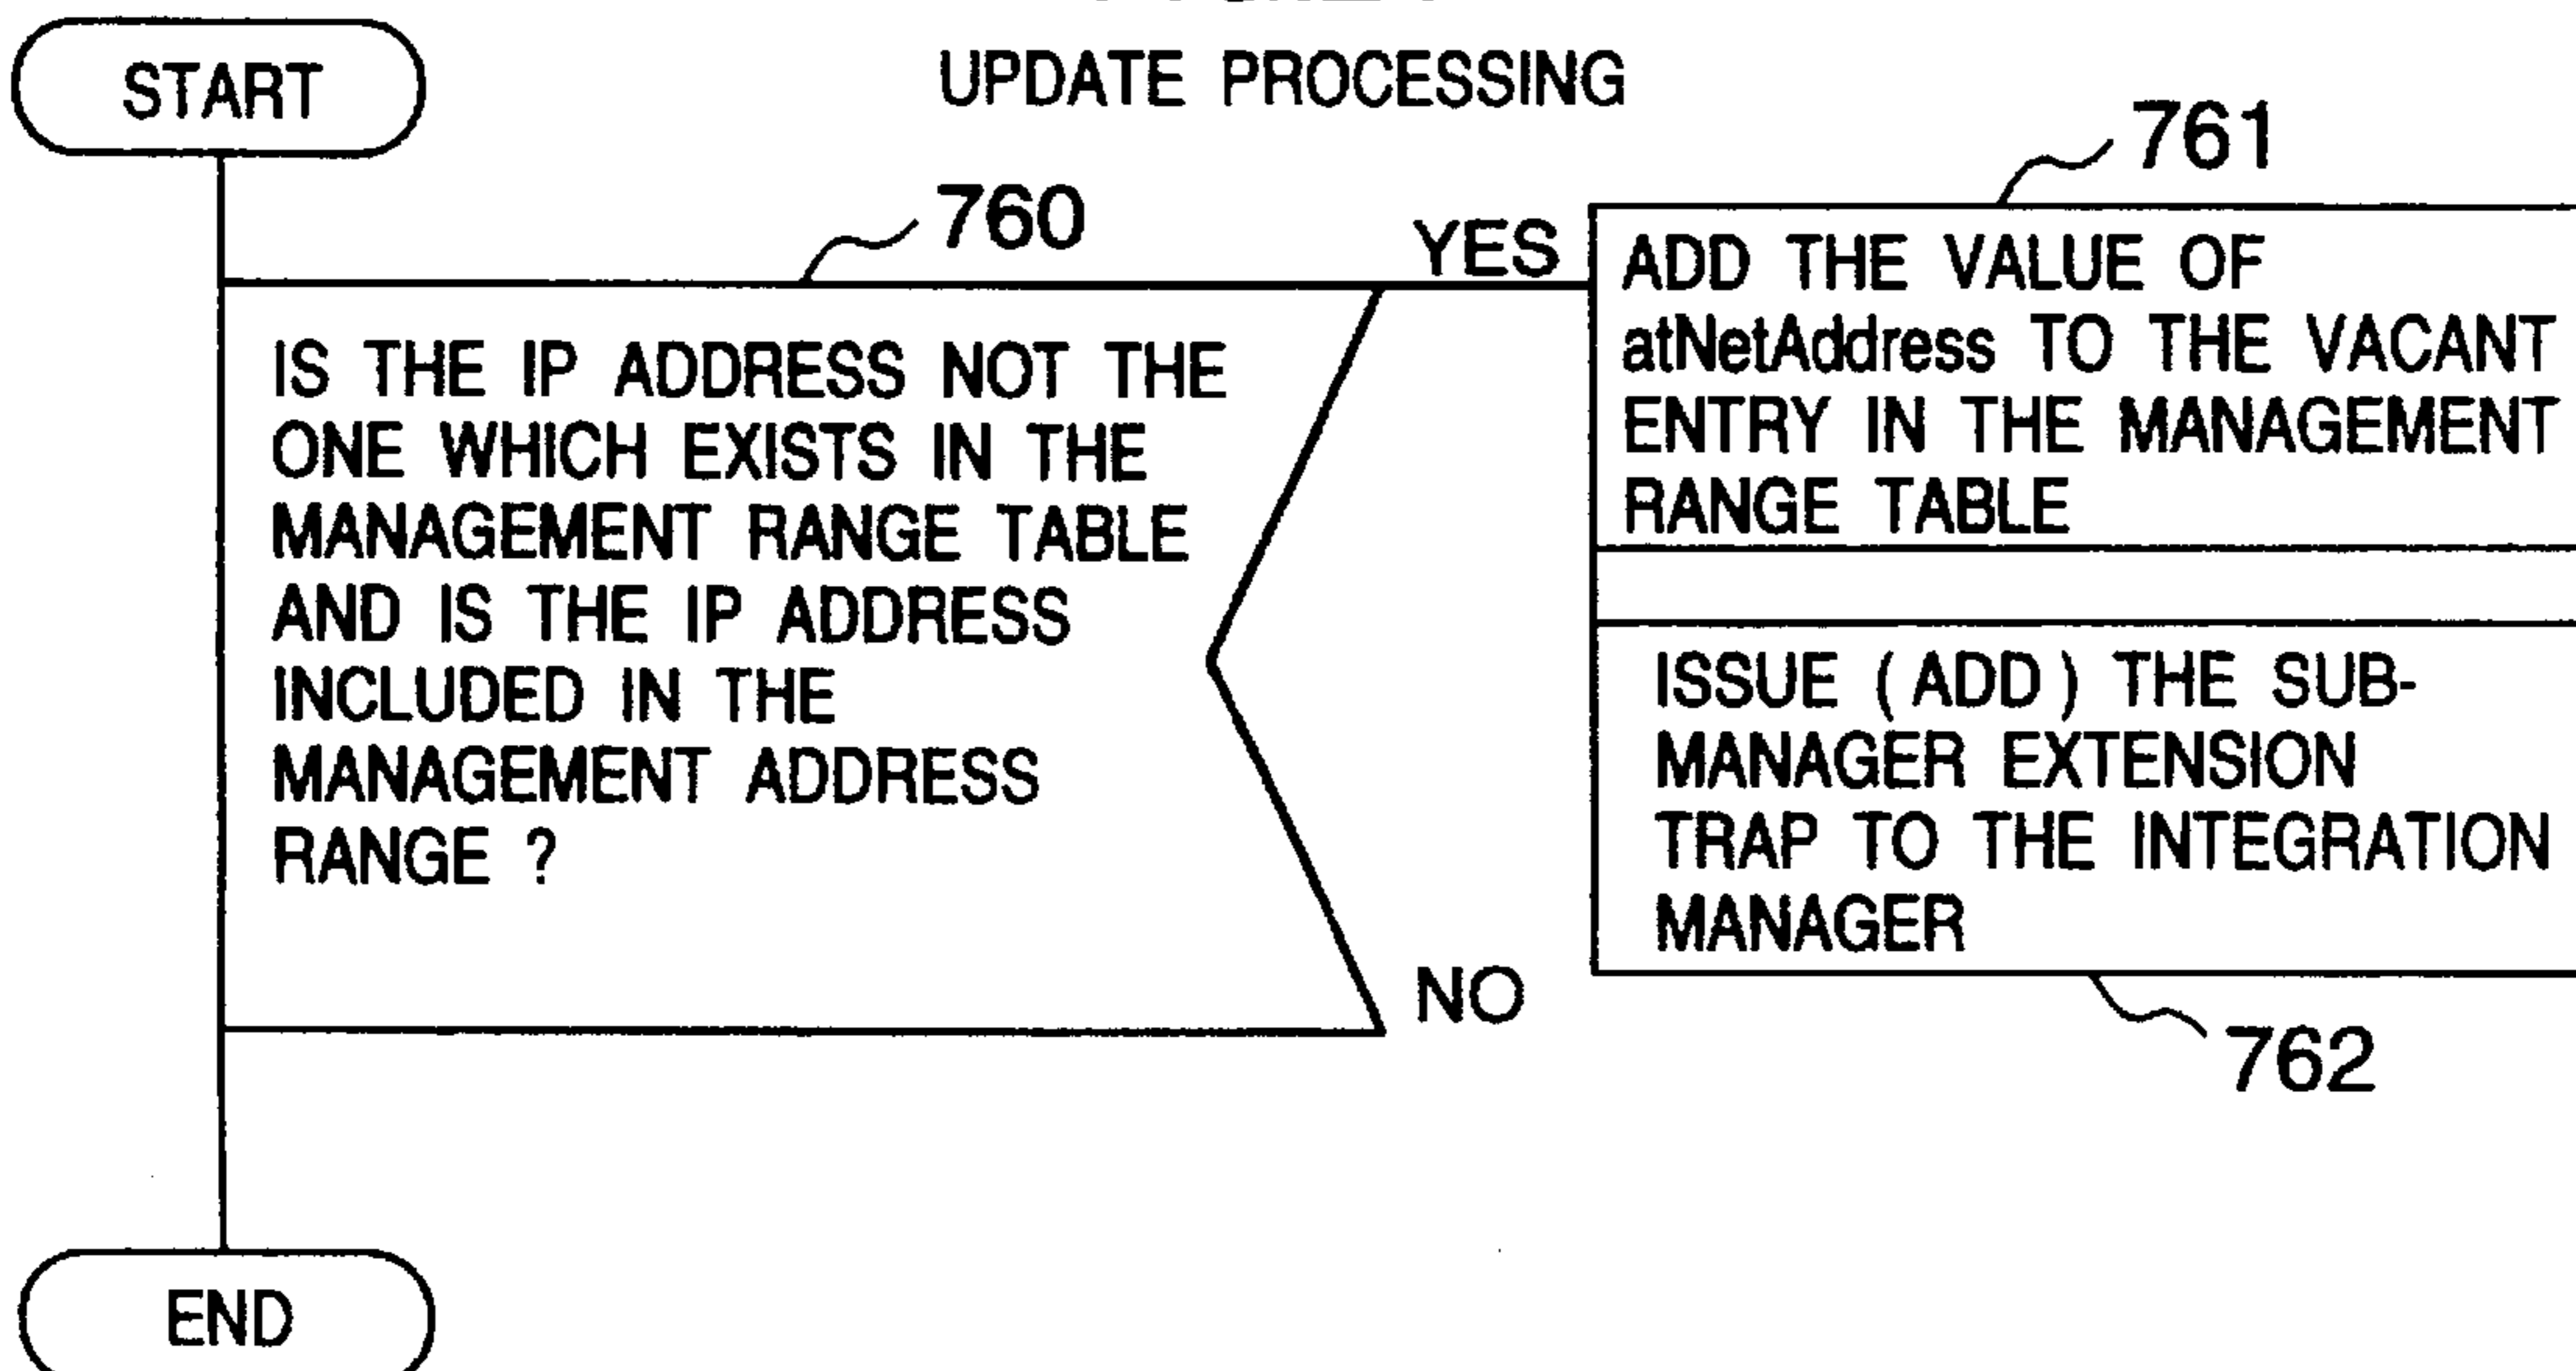 START
UPDATE PROCESSING
760
IS THE IP ADDRESS NOT THE
ONE WHICH EXISTS IN THE
MANAGEMENT RANGE TABLE
AND IS THE IP ADDRESS
INCLUDED IN THE
MANAGEMENT ADDRESS
RANGE ?
YES
NO
761
ADD THE VALUE OF
atNetAddress TO THE VACANT
ENTRY IN THE MANAGEMENT
RANGE TABLE
ISSUE ( ADD ) THE SUB-
MANAGER EXTENSION
TRAP TO THE INTEGRATION
MANAGER
762
END